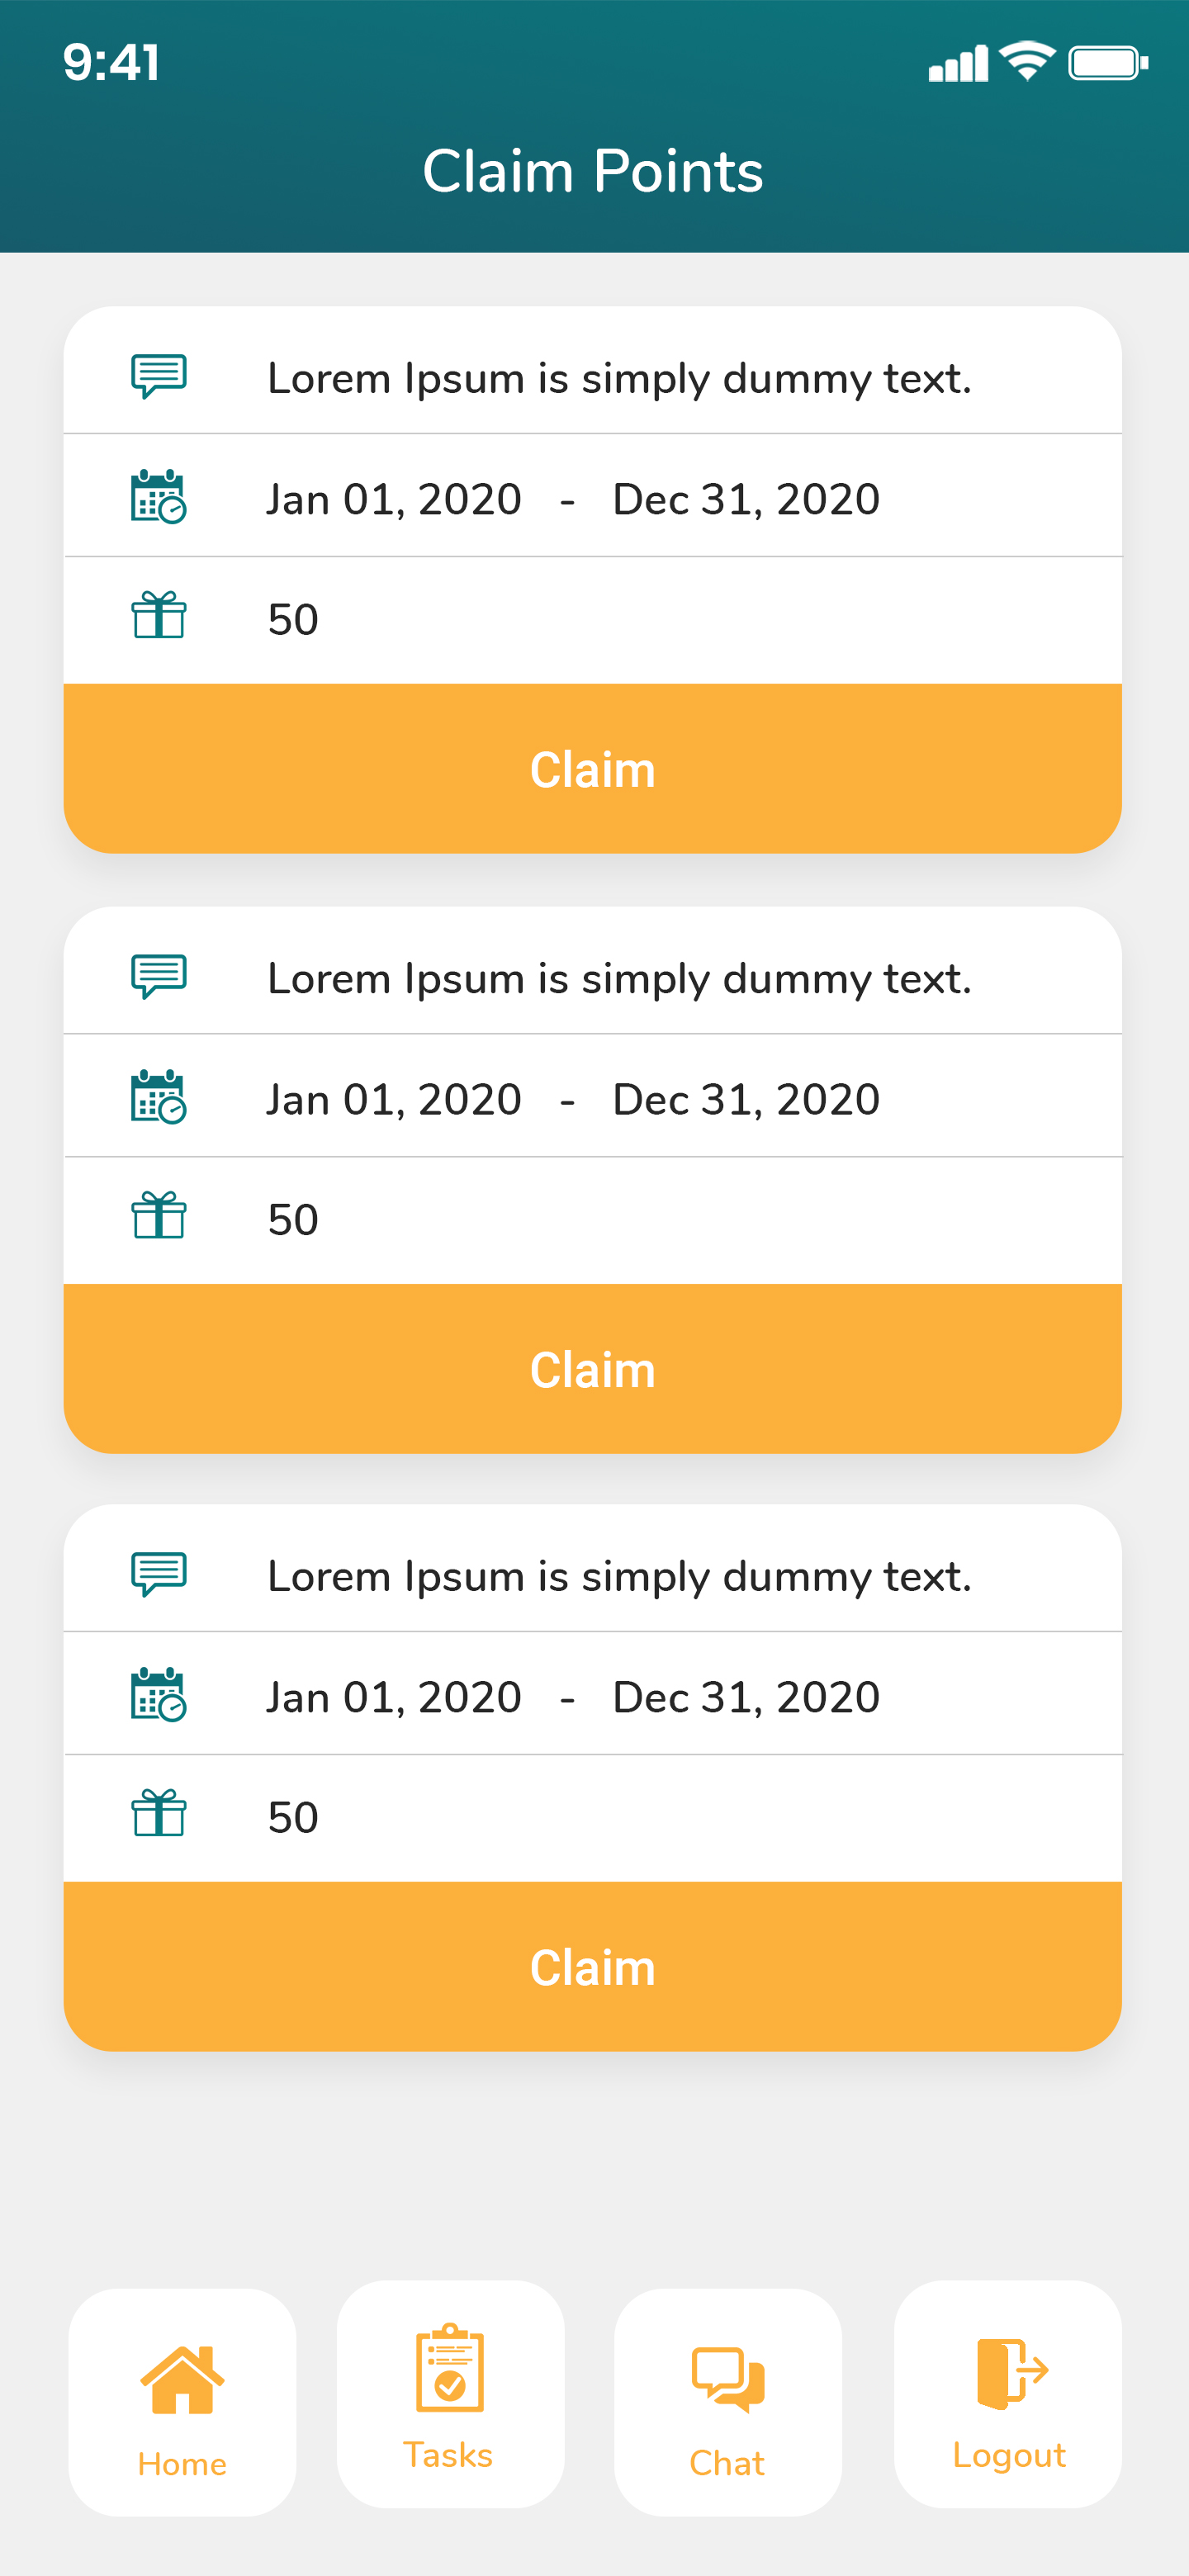 9:41
Claim Points
Lorem Ipsum is simply dummy text.
Jan 01, 2020 - Dec 31, 2020
50
Claim
Lorem Ipsum is simply dummy text.
Jan 01, 2020 - Dec 31, 2020
50
Claim
Lorem Ipsum is simply dummy text.
Jan 01, 2020 - Dec 31, 2020
50
Claim
Home Tasks Chat Logout